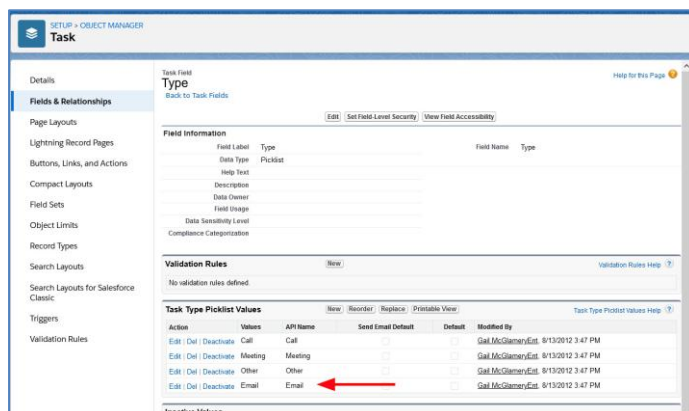 SETUP > OBJECT MANAGER
Task
Details
Fields & Relationships
Page Layouts
Lightning Record Pages
Buttons, Links, and Actions
Compact Layouts
Field Sets
Object Limits
Record Types
Search Layouts
Search Layouts for Salesforce
Classic
Triggers
Validation Rules
Task Field
Type
Help for this Page
Back to Task Fields
Edit Set Field-Level Security View Field Accessibility
Field Information
Field Label Type Field Name Type
Data Type Picklist
Help Text
Description
Data Owner
Field Usage
Data Sensitivity Level
Compliance Categorization
Validation Rules New Validation Rules Help ?
No validation rules defined.
Task Type Picklist Values New Reorder Replace Printable View Task Type Picklist Values Help ?
Action Values API Name Send Email Default Default Modified By
Edit | Del | Deactivate Call Call Gail McGlameryEnt, 8/13/2012 3:47 PM
Edit | Del | Deactivate Meeting Meeting Gail McGlameryEnt, 8/13/2012 3:47 PM
Edit | Del | Deactivate Other Other Gail McGlameryEnt, 8/13/2012 3:47 PM
Edit | Del | Deactivate Email Email Gail McGlameryEnt, 8/13/2012 3:47 PM